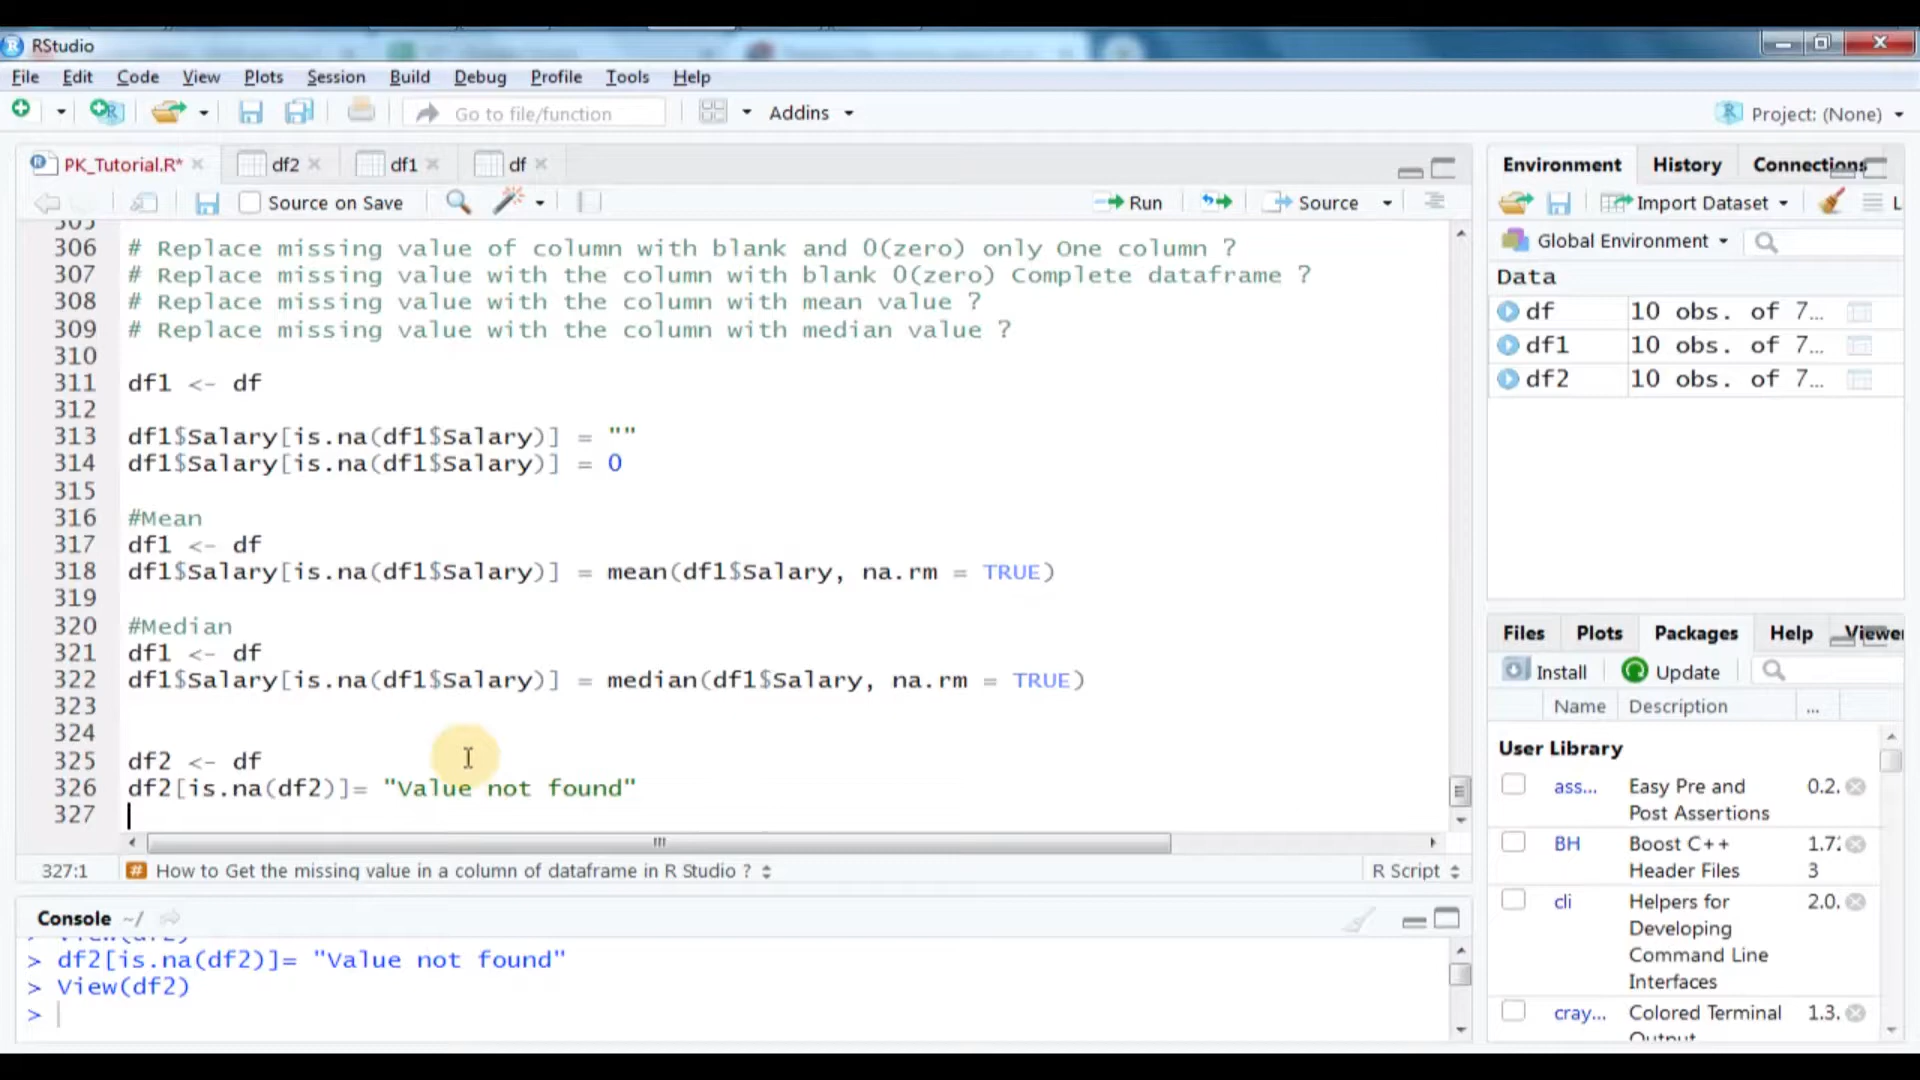 RStudio
File Edit Code View Plots Session Build Debug Profile Tools Help
Go to file/function Addins Project: (None)
PK_Tutorial.R* df2 df1 df
Source on Save Run Source
305
306 # Replace missing value of column with blank and 0(zero) only One column ?
307 # Replace missing value with the column with blank 0(zero) Complete dataframe ?
308 # Replace missing value with the column with mean value ?
309 # Replace missing value with the column with median value ?
310
311 df1 <- df
312
313 df1$Salary[is.na(df1$Salary)] = ""
314 df1$Salary[is.na(df1$Salary)] = 0
315
316 #Mean
317 df1 <- df
318 df1$Salary[is.na(df1$Salary)] = mean(df1$Salary, na.rm = TRUE)
319
320 #Median
321 df1 <- df
322 df1$Salary[is.na(df1$Salary)] = median(df1$Salary, na.rm = TRUE)
323
324
325 df2 <- df
326 df2[is.na(df2)]= "Value not found"
327
327:1 # How to Get the missing value in a column of dataframe in R Studio ? R Script
Console ~/
> View(df2)
> df2[is.na(df2)]= "Value not found"
> View(df2)
>
Environment History Connections
Import Dataset L
Global Environment
Data
df 10 obs. of 7...
df1 10 obs. of 7...
df2 10 obs. of 7...
Files Plots Packages Help Viewer
Install Update
Name Description ...
User Library
ass... Easy Pre and 0.2.
Post Assertions
BH Boost C++ 1.7:
Header Files 3
cli Helpers for 2.0.
Developing
Command Line
Interfaces
cray... Colored Terminal 1.3.
Output